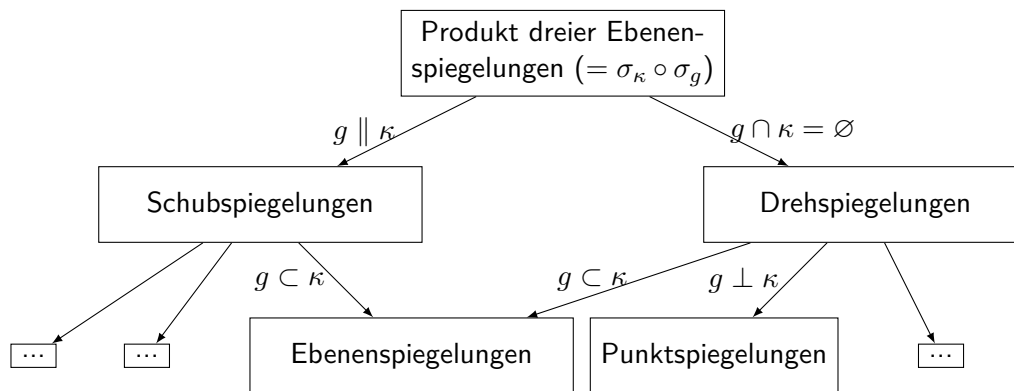 Produkt dreier Ebenen-
spiegelungen (= σ_κ ∘ σ_g)
g ∥ κ
g ∩ κ = ∅
Schubspiegelungen
Drehspiegelungen
g ⊂ κ
g ⊂ κ
g ⊥ κ
...
...
Ebenenspiegelungen
Punktspiegelungen
...